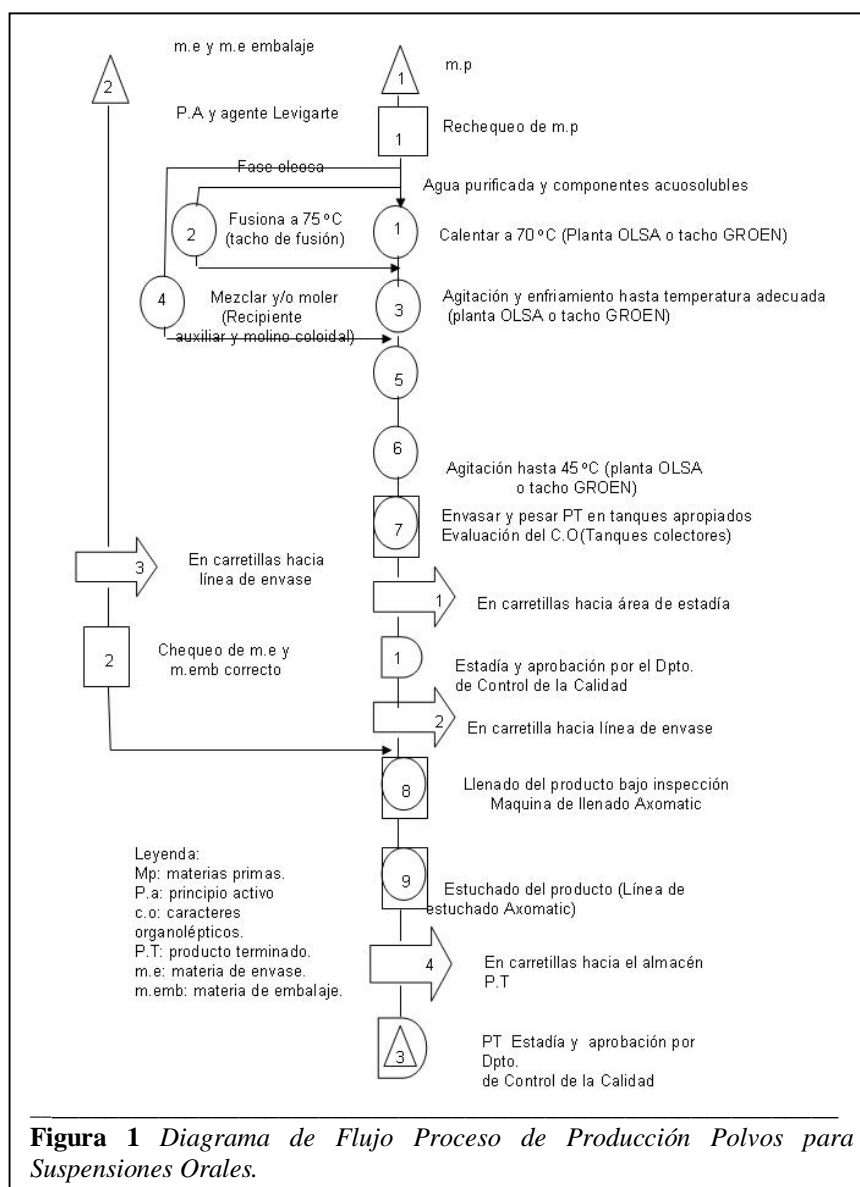 m.e y m.e embalaje
2
1
m.p
P.A y agente Levigarte
1
Rechequeo de m.p
Fase oleosa
Agua purificada y componentes acuosolubles
Fusiona a 75 ºC
(tacho de fusión)
2
1
Calentar a 70 ºC (Planta OLSA o tacho GROEN)
4
Mezclar y/o moler
(Recipiente
auxiliar y molino coloidal)
3
Agitación y enfriamiento hasta temperatura adecuada
(planta OLSA o tacho GROEN)
5
6
Agitación hasta 45 ºC (planta OLSA
o tacho GROEN)
7
Envasar y pesar PT en tanques apropiados
Evaluación del C.O(Tanques colectores)
3
En carretillas hacia
línea de envase
1
En carretillas hacia área de estadía
2
Chequeo de m.e y
m.emb correcto
1
Estadía y aprobación por el Dpto.
de Control de la Calidad
2
En carretilla hacia línea de envase
8
Llenado del producto bajo inspección
Maquina de llenado Axomatic
Leyenda:
Mp: materias primas.
P.a: principio activo
c.o: caracteres
organolépticos.
P.T: producto terminado.
m.e: materia de envase.
m.emb: materia de embalaje.
9
Estuchado del producto (Línea de
estuchado Axomatic)
4
En carretillas hacia el almacén
P.T
3
PT Estadía y aprobación por
Dpto.
de Control de la Calidad
Figura 1 Diagrama de Flujo Proceso de Producción Polvos para
Suspensiones Orales.